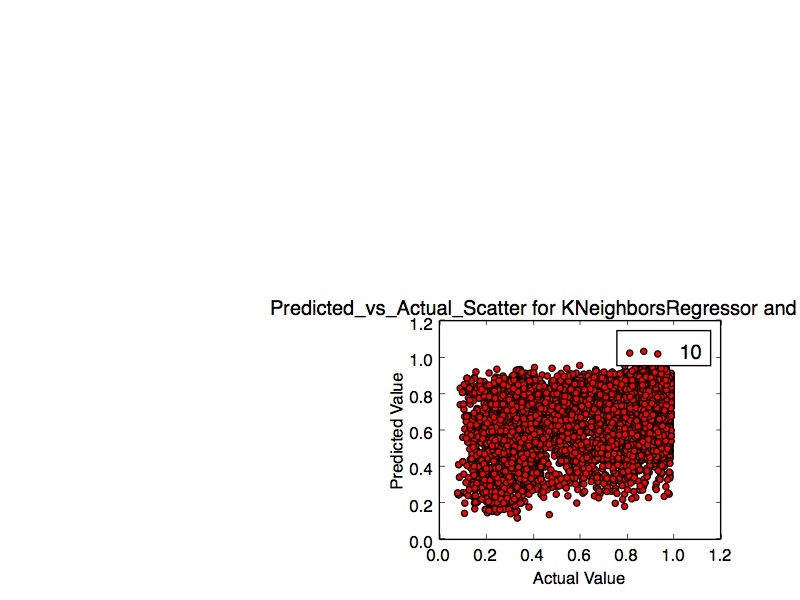 Predicted_vs_Actual_Scatter for KNeighborsRegressor and
1.2
10
1.0
0.8
0.6
0.4
0.2
0.0
Predicted Value
0.0 0.2 0.4 0.6 0.8 1.0 1.2
Actual Value